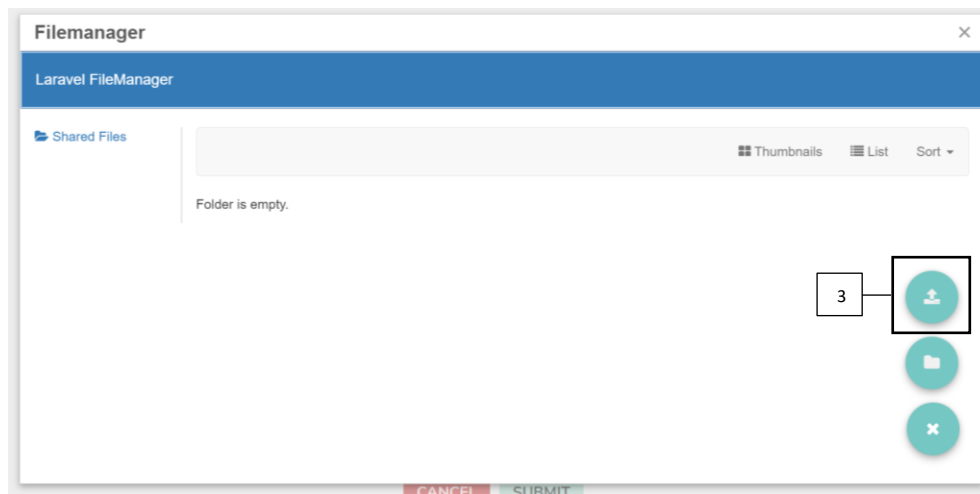 Filemanager
Laravel FileManager
Shared Files
Thumbnails List Sort
Folder is empty.
3
CANCEL SUBMIT